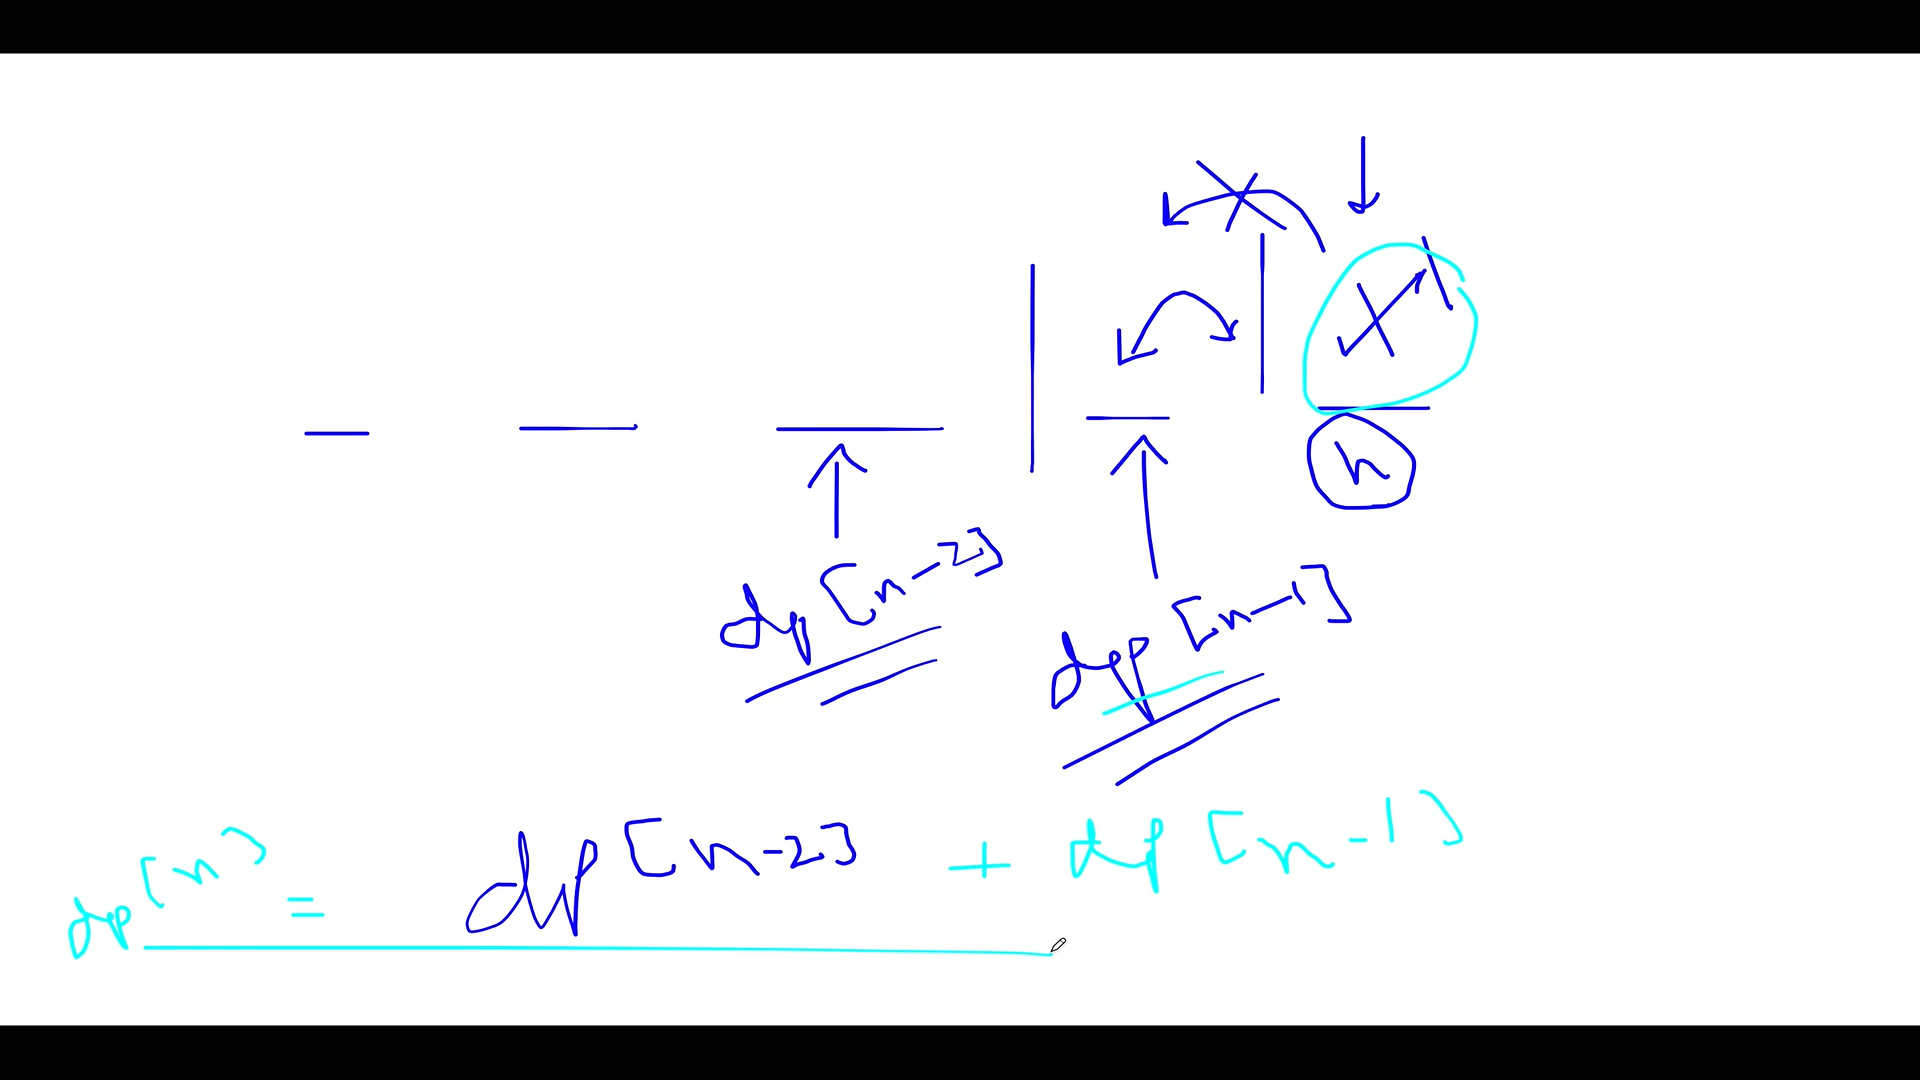 n
dp[n-2]
dp[n-1]
dp[n] = dp[n-2] + dp[n-1]